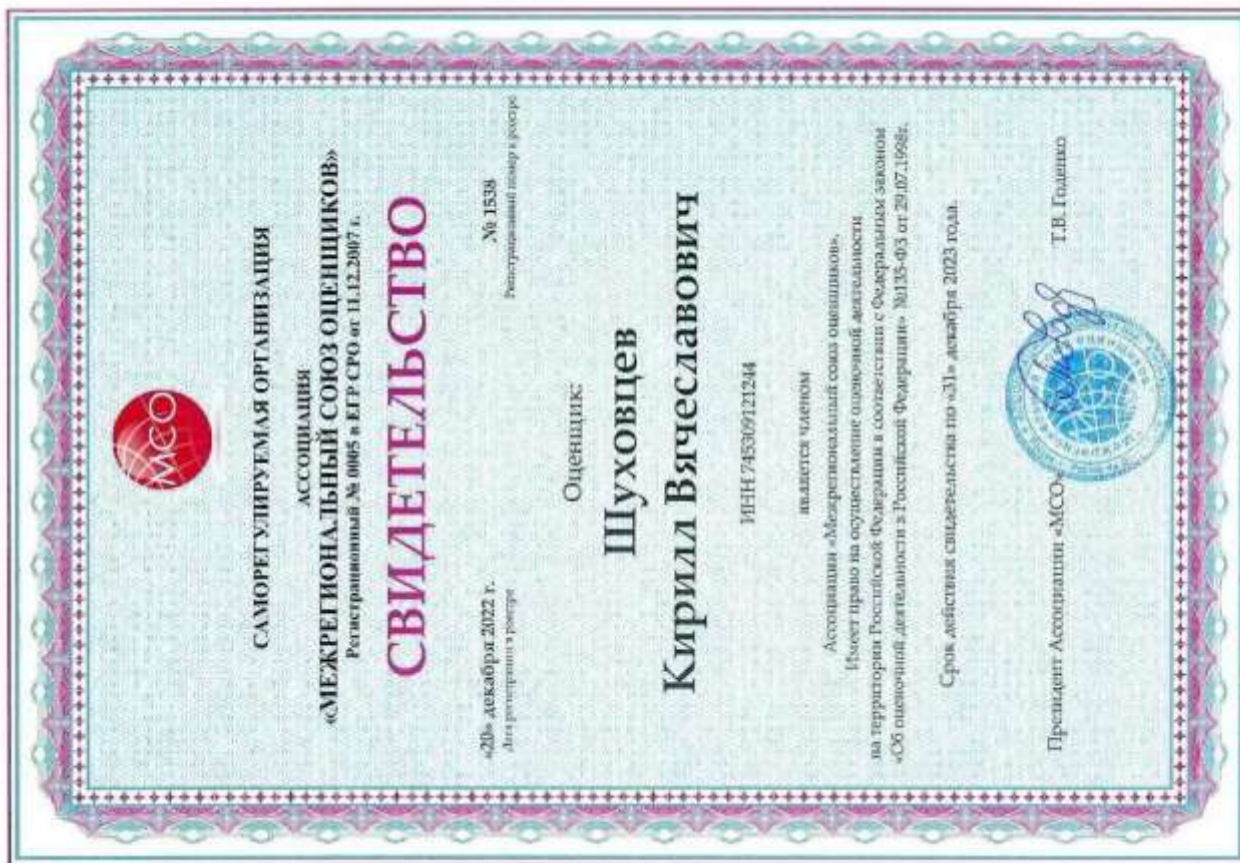 МСО
САМОРЕГУЛИРУЕМАЯ ОРГАНИЗАЦИЯ
АССОЦИАЦИЯ
«МЕЖРЕГИОНАЛЬНЫЙ СОЮЗ ОЦЕНЩИКОВ»
Регистрационный № 0005 в ЕГР СРО от 11.12.2007 г.
СВИДЕТЕЛЬСТВО
«20» декабря 2022 г. № 1538
Дата регистрации в реестре Регистрационный номер в реестре
Оценщик:
Шуховцев
Кирилл Вячеславович
ИНН 745309121244
является членом
Ассоциации «Межрегиональный союз оценщиков».
Имеет право на осуществление оценочной деятельности
на территории Российской Федерации в соответствии с Федеральным законом
«Об оценочной деятельности в Российской Федерации» №135-ФЗ от 29.07.1998г.
Срок действия свидетельства по «31» декабря 2023 года.
Президент Ассоциации «МСО» Т.В. Годенко